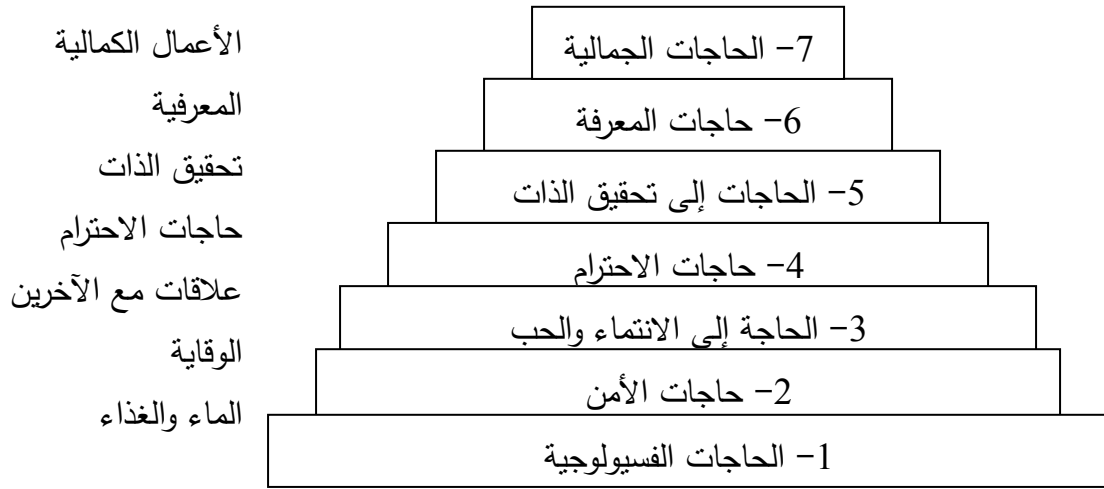 7- الحاجات الجمالية
الأعمال الكمالية
6- حاجات المعرفة
المعرفية
5- الحاجات إلى تحقيق الذات
تحقيق الذات
4- حاجات الاحترام
حاجات الاحترام
3- الحاجة إلى الانتماء والحب
علاقات مع الآخرين
2- حاجات الأمن
الوقاية
1- الحاجات الفسيولوجية
الماء والغذاء